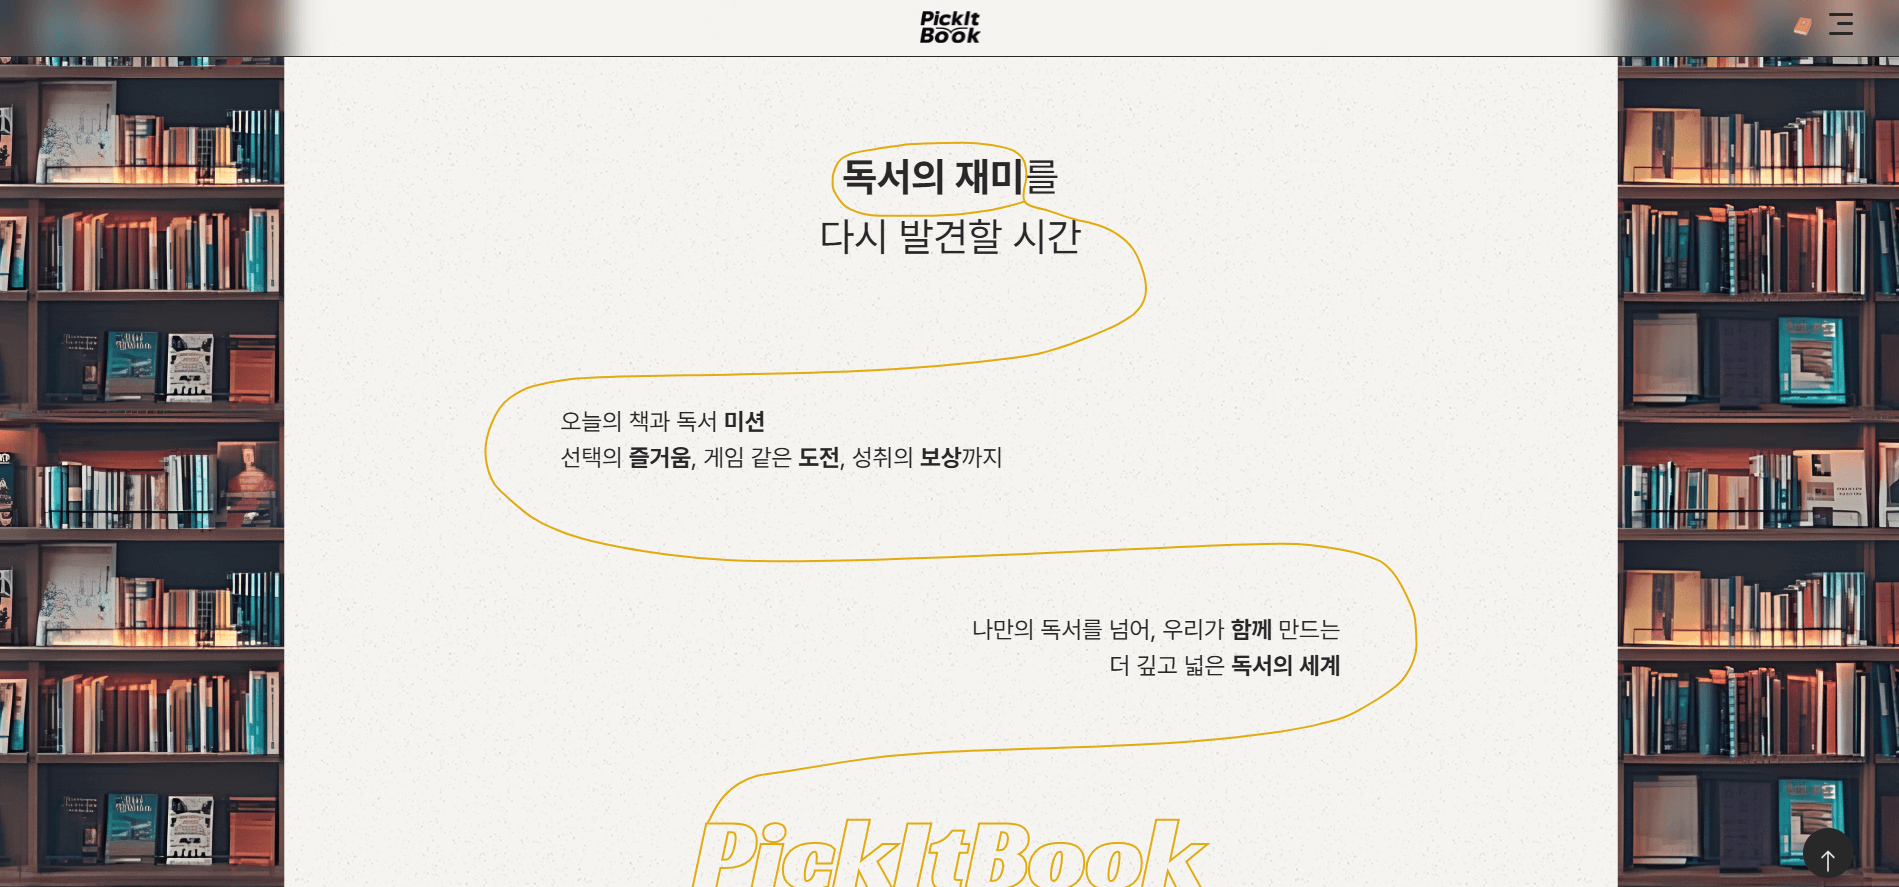 PickIt
Book
독서의 재미를
다시 발견할 시간
오늘의 책과 독서 미션
선택의 즐거움, 게임 같은 도전, 성취의 보상까지
나만의 독서를 넘어, 우리가 함께 만드는
더 깊고 넓은 독서의 세계
PickItBook